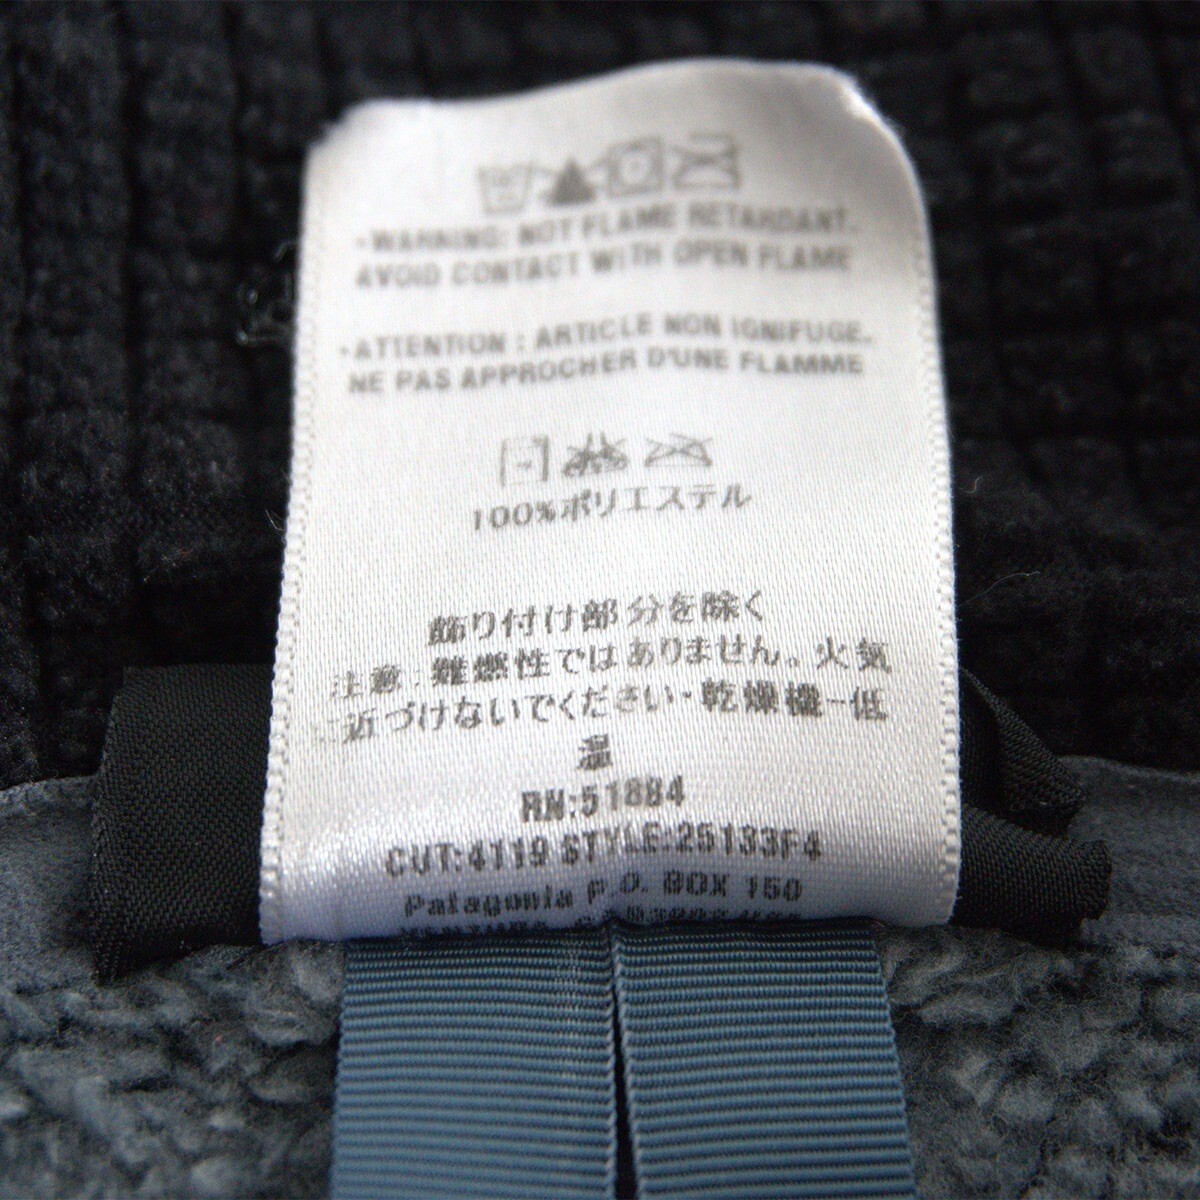 •WARNING: NOT FLAME RETARDANT.
AVOID CONTACT WITH OPEN FLAME
•ATTENTION : ARTICLE NON IGNIFUGE.
NE PAS APPROCHER D'UNE FLAMME
100%ポリエステル
飾り付け部分を除く
注意:難燃性ではありません。火気
近づけないでください・乾燥機-低
温
RN:51884
CUT:4119 STYLE:25133F4
Patagonia P.O. BOX 150